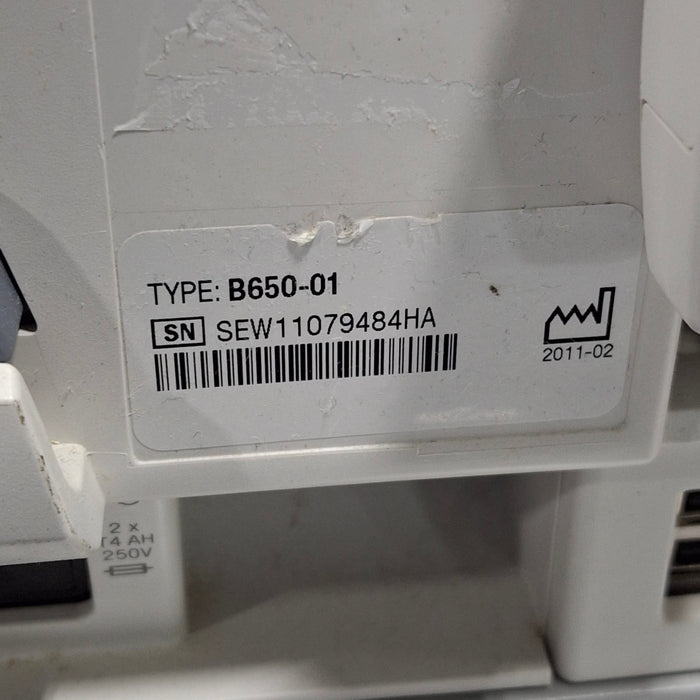 TYPE: B650-01
SN SEW11079484HA
2011-02
2 x
T4 AH
250V